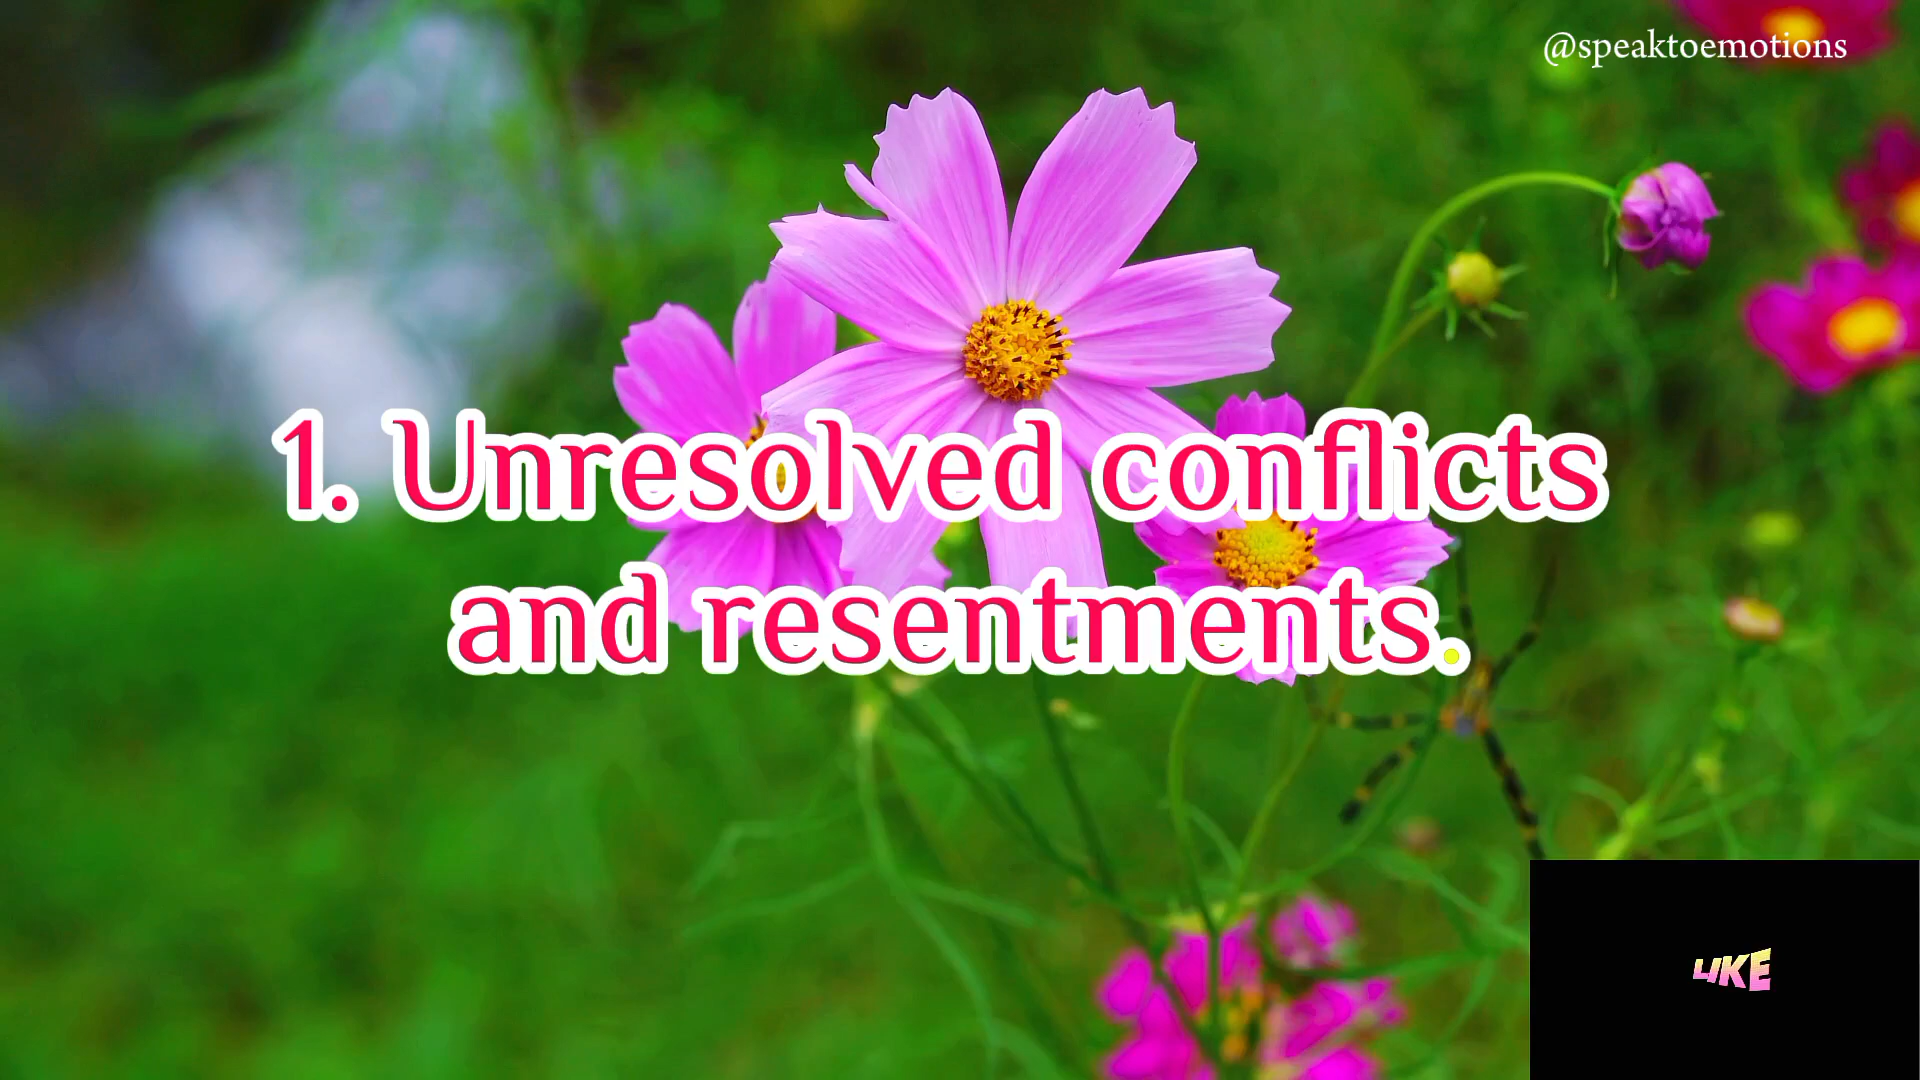 @speaktoemotions
1. Unresolved conflicts
and resentments.
LIKE